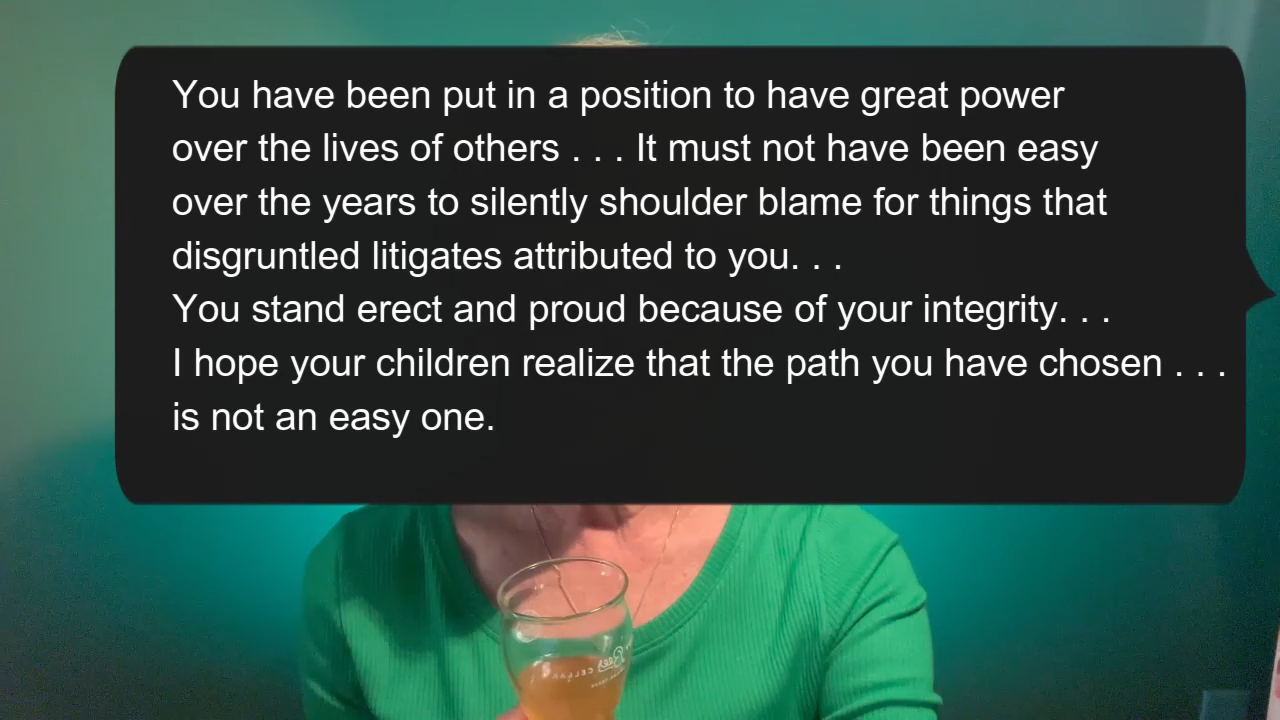 You have been put in a position to have great power
over the lives of others . . . It must not have been easy
over the years to silently shoulder blame for things that
disgruntled litigates attributed to you. . .
You stand erect and proud because of your integrity. . .
I hope your children realize that the path you have chosen . . .
is not an easy one.